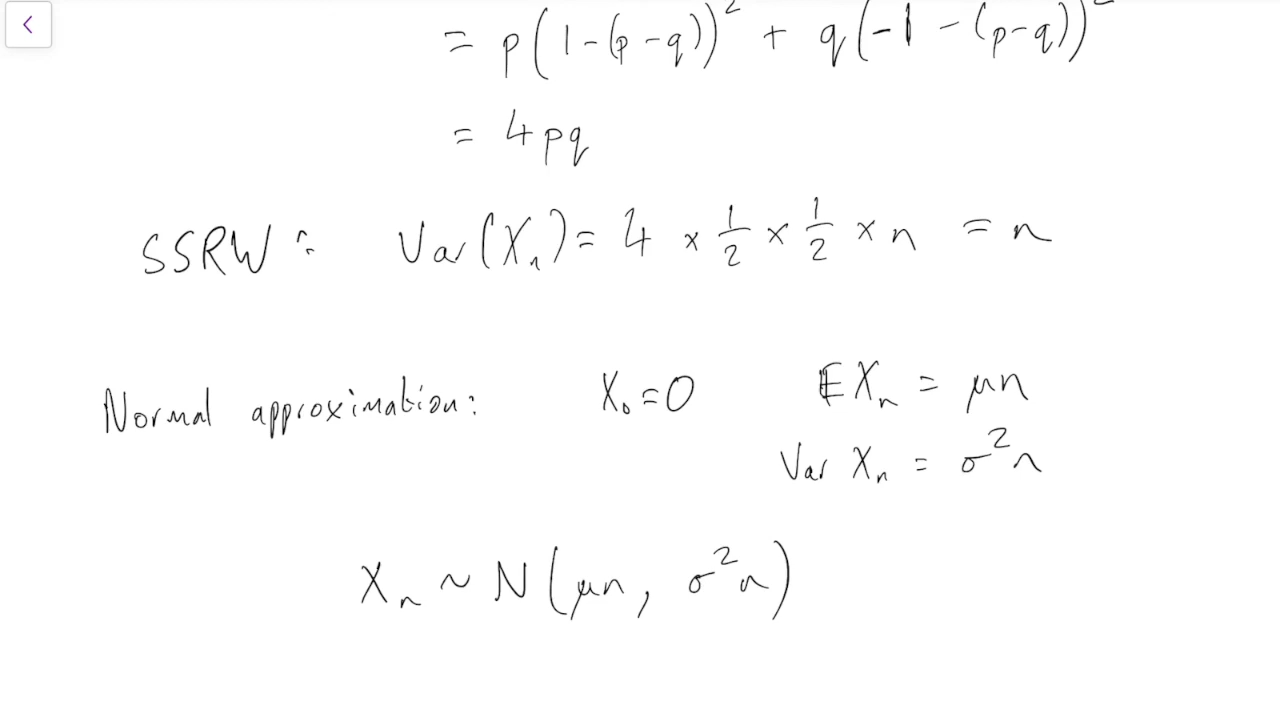 = p(1-(p-q))² + q(-1-(p-q))²
= 4pq
SSRW: Var(Xₙ) = 4 × 1/2 × 1/2 × n = n
Normal approximation: X₀=0 𝔼Xₙ = μn
Var Xₙ = σ²n
Xₙ ~ N(μn, σ²n)